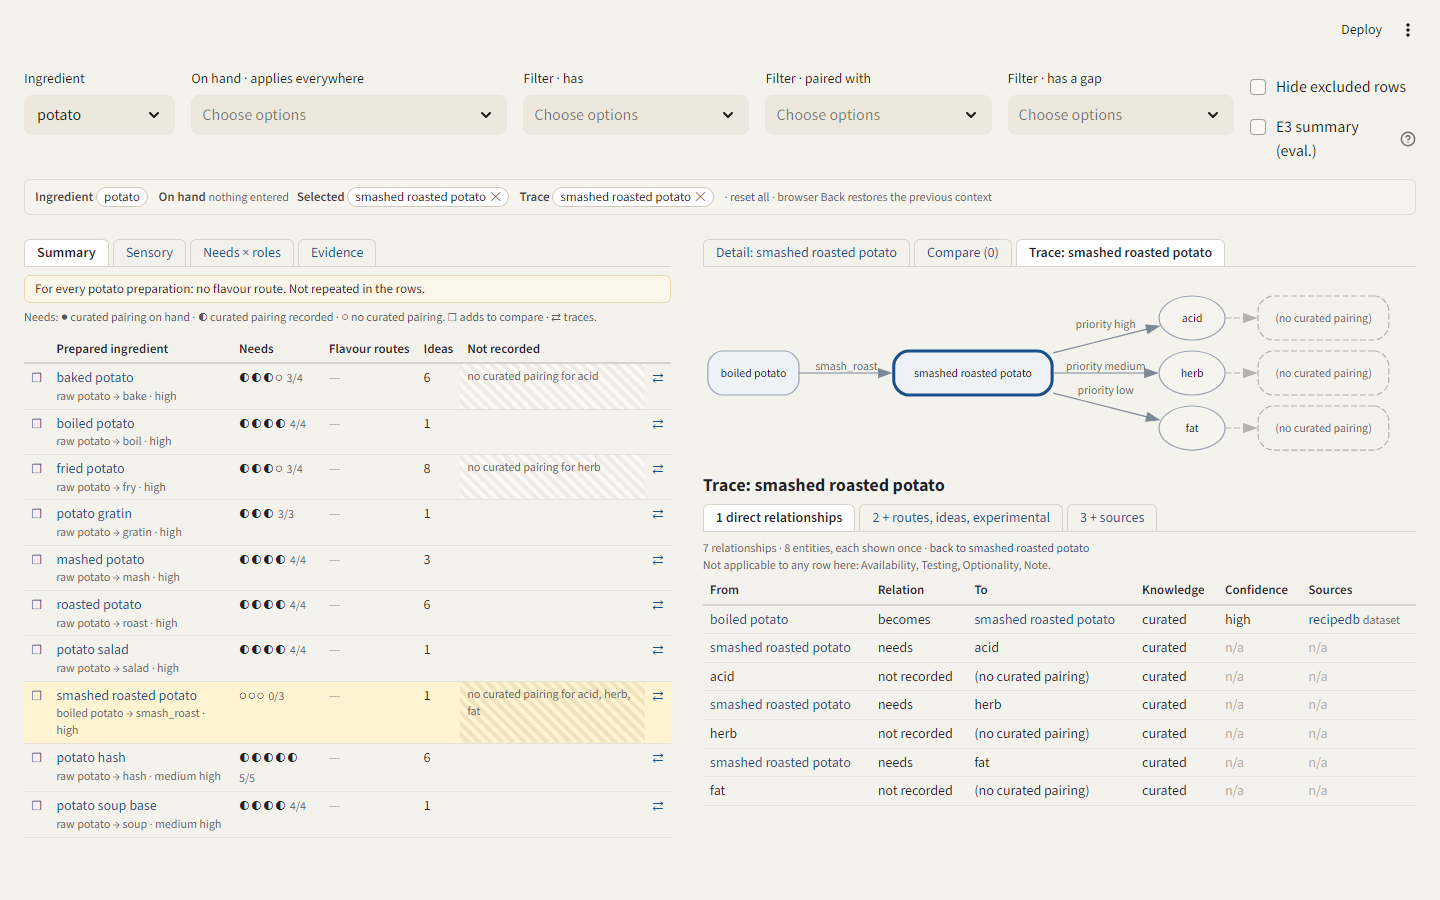 Deploy
Ingredient
On hand · applies everywhere
Filter · has
Filter · paired with
Filter · has a gap
potato
Choose options
Choose options
Choose options
Choose options
Hide excluded rows
E3 summary
(eval.)
Ingredient potato On hand nothing entered Selected smashed roasted potato Trace smashed roasted potato · reset all · browser Back restores the previous context
Summary
Sensory
Needs × roles
Evidence
For every potato preparation: no flavour route. Not repeated in the rows.
Needs: ● curated pairing on hand · ◐ curated pairing recorded · ○ no curated pairing. ❐ adds to compare · ⇄ traces.
Prepared ingredient Needs Flavour routes Ideas Not recorded
❐ baked potato ◐◐◐○ 3/4 — 6 no curated pairing for acid ⇄
raw potato → bake · high
❐ boiled potato ◐◐◐◐ 4/4 — 1 ⇄
raw potato → boil · high
❐ fried potato ◐◐◐○ 3/4 — 8 no curated pairing for herb ⇄
raw potato → fry · high
❐ potato gratin ◐◐◐ 3/3 — 1 ⇄
raw potato → gratin · high
❐ mashed potato ◐◐◐◐ 4/4 — 3 ⇄
raw potato → mash · high
❐ roasted potato ◐◐◐◐ 4/4 — 6 ⇄
raw potato → roast · high
❐ potato salad ◐◐◐◐ 4/4 — 1 ⇄
raw potato → salad · high
❐ smashed roasted potato ○○○ 0/3 — 1 no curated pairing for acid, herb, ⇄
boiled potato → smash_roast · fat
high
❐ potato hash ◐◐◐◐◐ — 6 ⇄
raw potato → hash · medium high 5/5
❐ potato soup base ◐◐◐◐ 4/4 — 1 ⇄
raw potato → soup · medium high
Detail: smashed roasted potato
Compare (0)
Trace: smashed roasted potato
boiled potato
smash_roast
smashed roasted potato
priority high
acid
(no curated pairing)
priority medium
herb
(no curated pairing)
priority low
fat
(no curated pairing)
Trace: smashed roasted potato
1 direct relationships
2 + routes, ideas, experimental
3 + sources
7 relationships · 8 entities, each shown once · back to smashed roasted potato
Not applicable to any row here: Availability, Testing, Optionality, Note.
From Relation To Knowledge Confidence Sources
boiled potato becomes smashed roasted potato curated high recipedb dataset
smashed roasted potato needs acid curated n/a n/a
acid not recorded (no curated pairing) curated n/a n/a
smashed roasted potato needs herb curated n/a n/a
herb not recorded (no curated pairing) curated n/a n/a
smashed roasted potato needs fat curated n/a n/a
fat not recorded (no curated pairing) curated n/a n/a